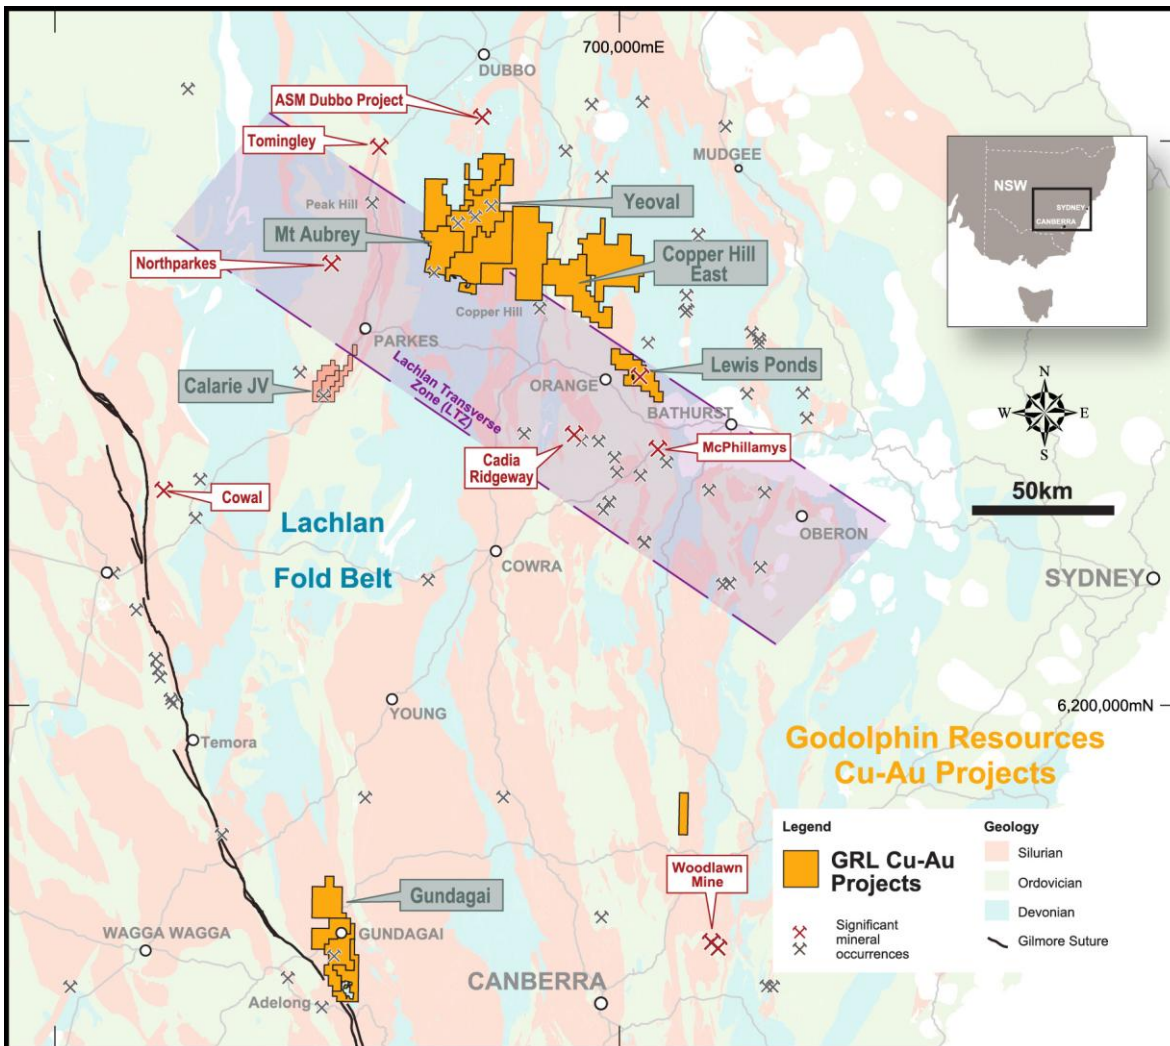 700,000mE
DUBBO
ASM Dubbo Project
Tomingley
MUDGEE
NSW
SYDNEY
CANBERRA
Peak Hill
Yeoval
Mt Aubrey
Northparkes
Copper Hill
East
Copper Hill
PARKES
Lachlan Transverse
Zone (LTZ)
Calarie JV
ORANGE
Lewis Ponds
BATHURST
N
W
E
S
Cadia
Ridgeway
McPhillamys
50km
Cowal
Lachlan
Fold Belt
OBERON
COWRA
SYDNEY
YOUNG
6,200,000mN
Temora
Godolphin Resources
Cu-Au Projects
Legend
GRL Cu-Au
Projects
Significant
mineral
occurrences
Geology
Silurian
Ordovician
Devonian
Gilmore Suture
Woodlawn
Mine
Gundagai
WAGGA WAGGA
GUNDAGAI
CANBERRA
Adelong